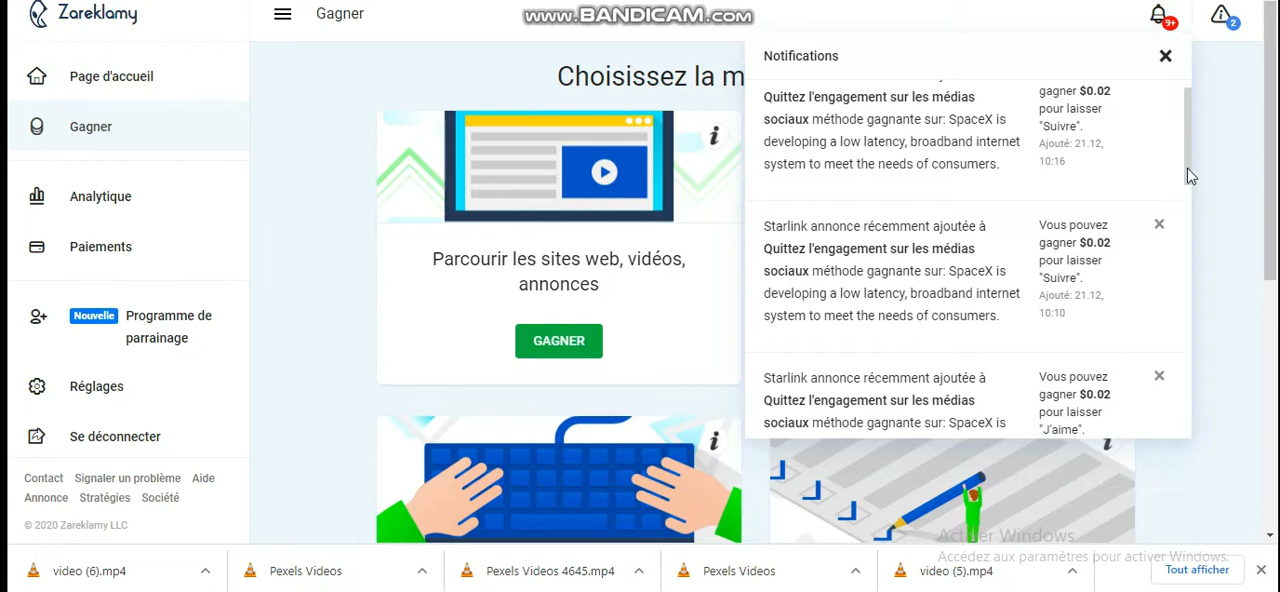 Zareklamy
Gagner
www.BANDICAM.com
9+
2
Page d'accueil
Gagner
Analytique
Paiements
Nouvelle Programme de
parrainage
Réglages
Se déconnecter
Contact Signaler un problème Aide
Annonce Stratégies Société
© 2020 Zareklamy LLC
Choisissez la m
Parcourir les sites web, vidéos,
annonces
GAGNER
i
i
i
Notifications
Quittez l'engagement sur les médias
sociaux méthode gagnante sur: SpaceX is
developing a low latency, broadband internet
system to meet the needs of consumers.
gagner $0.02
pour laisser
"Suivre".
Ajouté: 21.12,
10:16
Starlink annonce récemment ajoutée à
Quittez l'engagement sur les médias
sociaux méthode gagnante sur: SpaceX is
developing a low latency, broadband internet
system to meet the needs of consumers.
Vous pouvez
gagner $0.02
pour laisser
"Suivre".
Ajouté: 21.12,
10:10
Starlink annonce récemment ajoutée à
Quittez l'engagement sur les médias
sociaux méthode gagnante sur: SpaceX is
Vous pouvez
gagner $0.02
pour laisser
"J'aime".
Activer Windows
Accédez aux paramètres pour activer Windows.
video (6).mp4
Pexels Videos
Pexels Videos 4645.mp4
Pexels Videos
video (5).mp4
Tout afficher